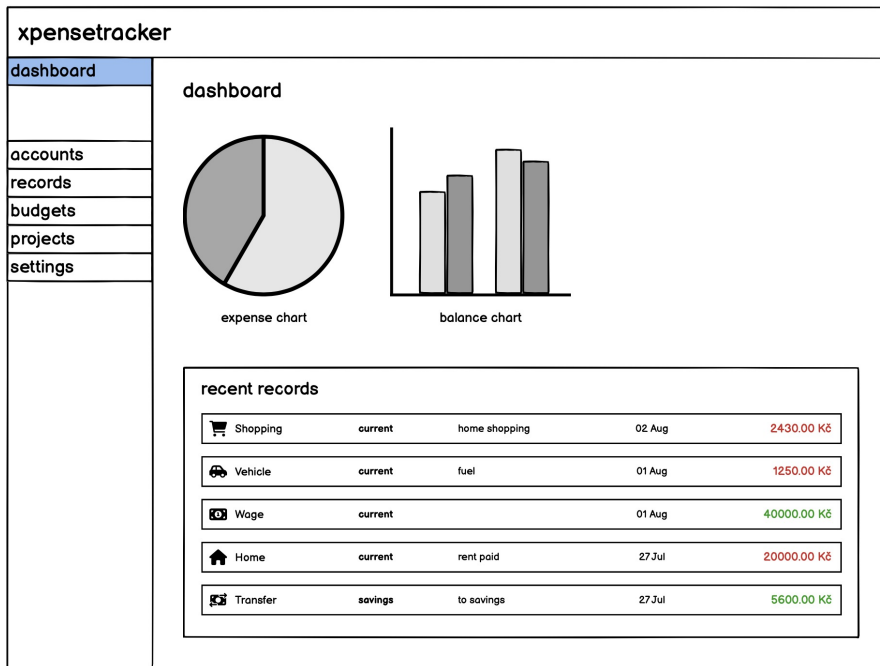 xpensetracker
dashboard
accounts
records
budgets
projects
settings
dashboard
expense chart
balance chart
recent records
Shopping current home shopping 02 Aug 2430.00 Kč
Vehicle current fuel 01 Aug 1250.00 Kč
Wage current 01 Aug 40000.00 Kč
Home current rent paid 27 Jul 20000.00 Kč
Transfer savings to savings 27 Jul 5600.00 Kč